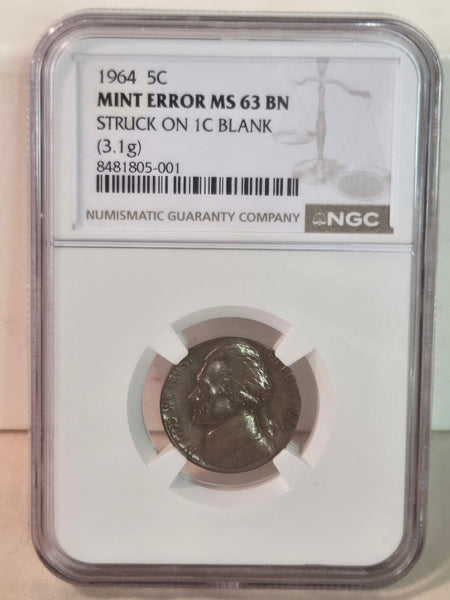 1964 5C
MINT ERROR MS 63 BN
STRUCK ON 1C BLANK
(3.1g)
8481805-001
NUMISMATIC GUARANTY COMPANY NGC